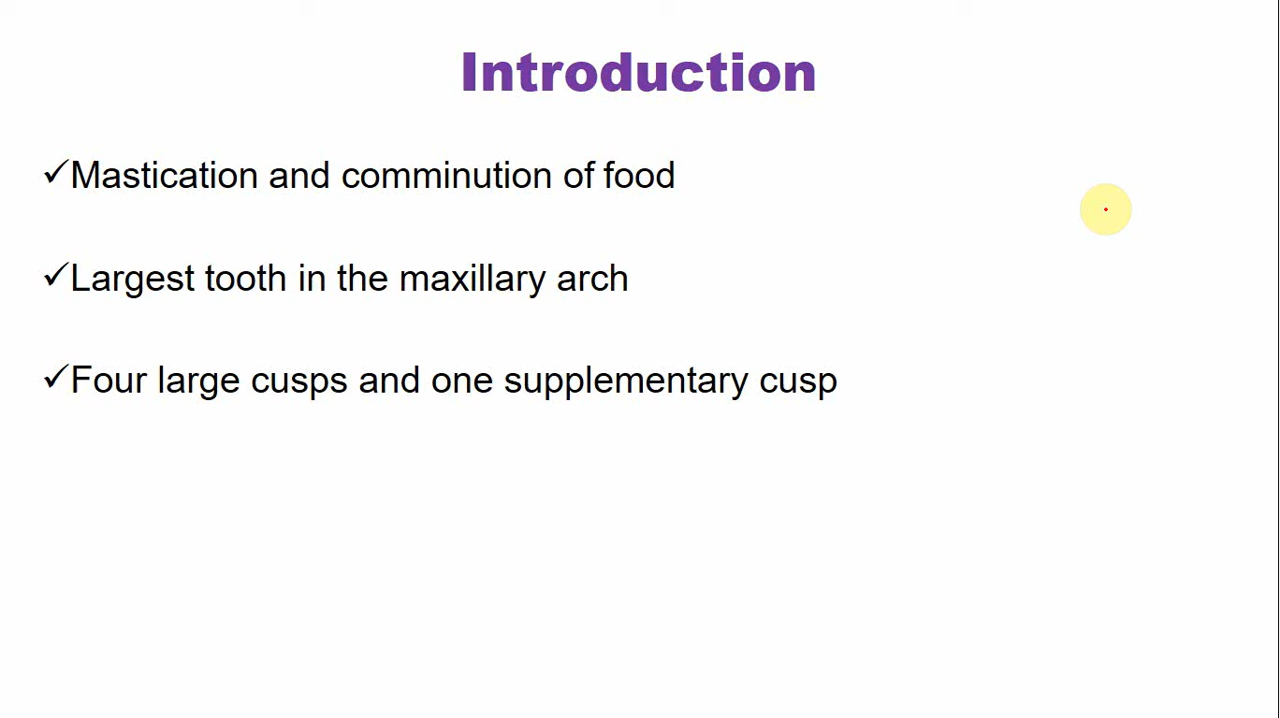 Introduction
✓Mastication and comminution of food
✓Largest tooth in the maxillary arch
✓Four large cusps and one supplementary cusp